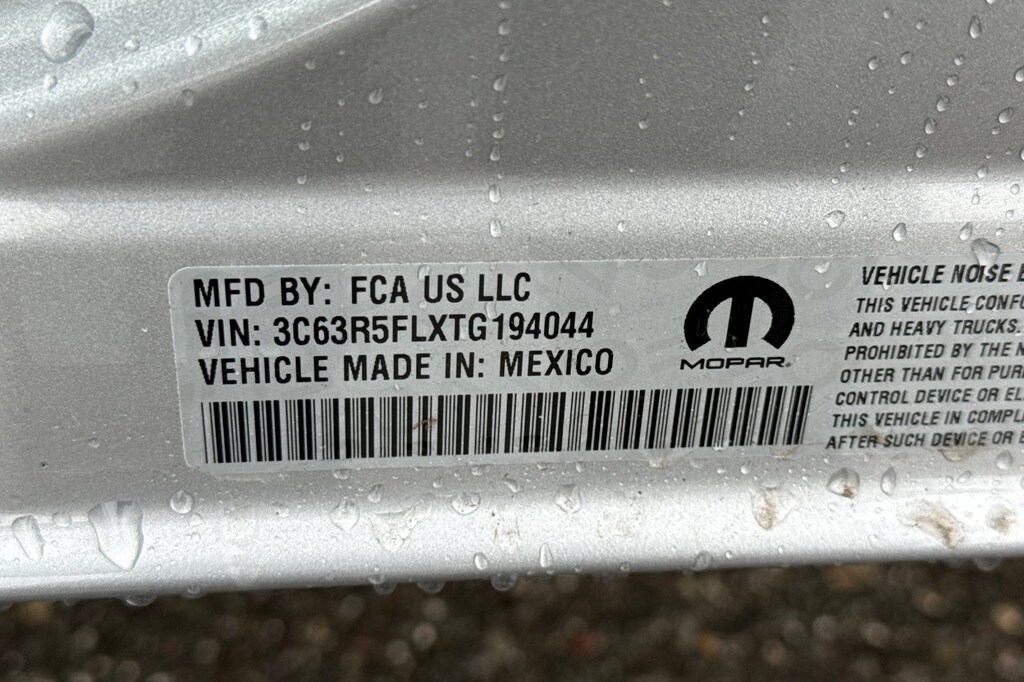 MFD BY: FCA US LLC
VIN: 3C63R5FLXTG194044
VEHICLE MADE IN: MEXICO
MOPAR®
VEHICLE NOISE
THIS VEHICLE
AND HEAVY TRUCKS.
PROHIBITED BY THE
OTHER THAN FOR
CONTROL DEVICE OR
THIS VEHICLE IN
AFTER SUCH DEVICE OR